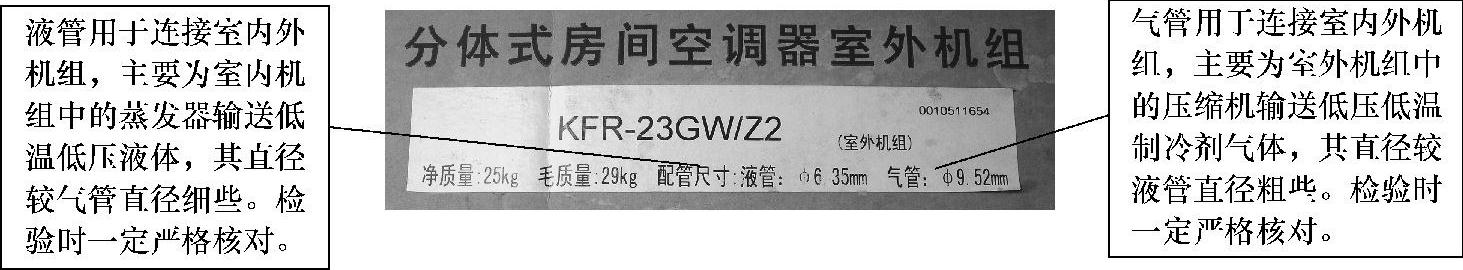 液管用于连接室内外
机组，主要为室内机
组中的蒸发器输送低
温低压液体，其直径
较气管直径细些。检
验时一定严格核对。
分体式房间空调器室外机组
0010511654
KFR-23GW/Z2
(室外机组)
净质量:25kg 毛质量:29kg 配管尺寸:液管: φ6 35mm 气管: φ9.52mm
气管用于连接室内外机
组，主要为室外机组中
的压缩机输送低压低温
制冷剂气体，其直径较
液管直径粗些。检验时
一定严格核对。